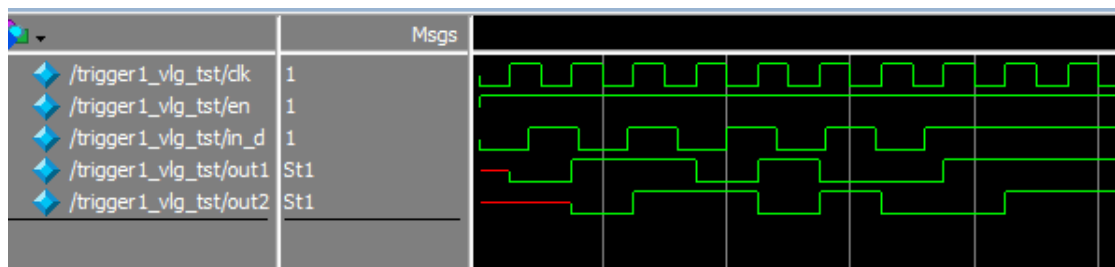 Msgs
/trigger1_vlg_tst/clk 1
/trigger1_vlg_tst/en 1
/trigger1_vlg_tst/in_d 1
/trigger1_vlg_tst/out1 St1
/trigger1_vlg_tst/out2 St1